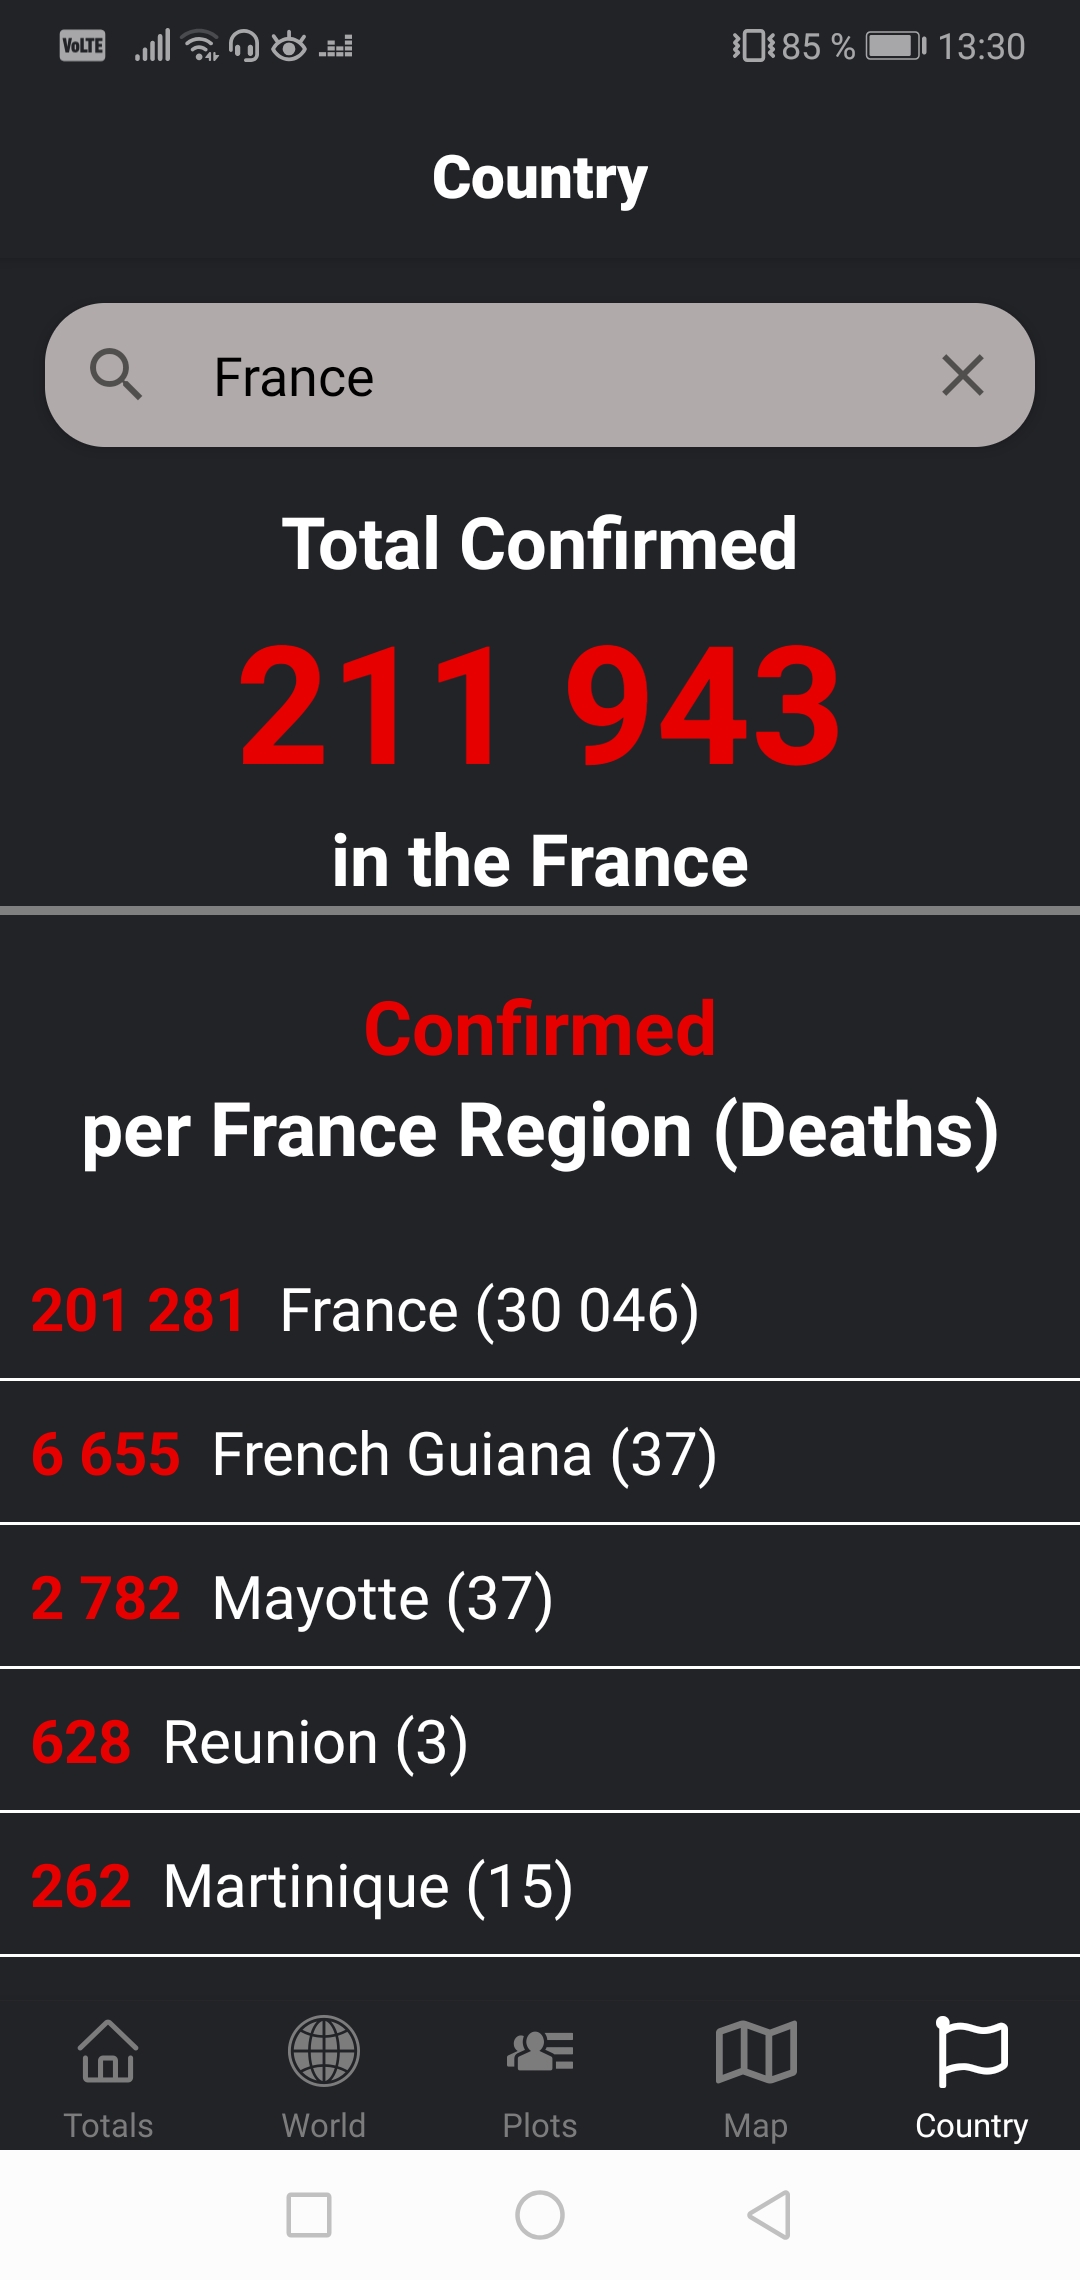 VoLTE 85 % 13:30
Country
France
Total Confirmed
211 943
in the France
Confirmed
per France Region (Deaths)
201 281 France (30 046)
6 655 French Guiana (37)
2 782 Mayotte (37)
628 Reunion (3)
262 Martinique (15)
Totals World Plots Map Country